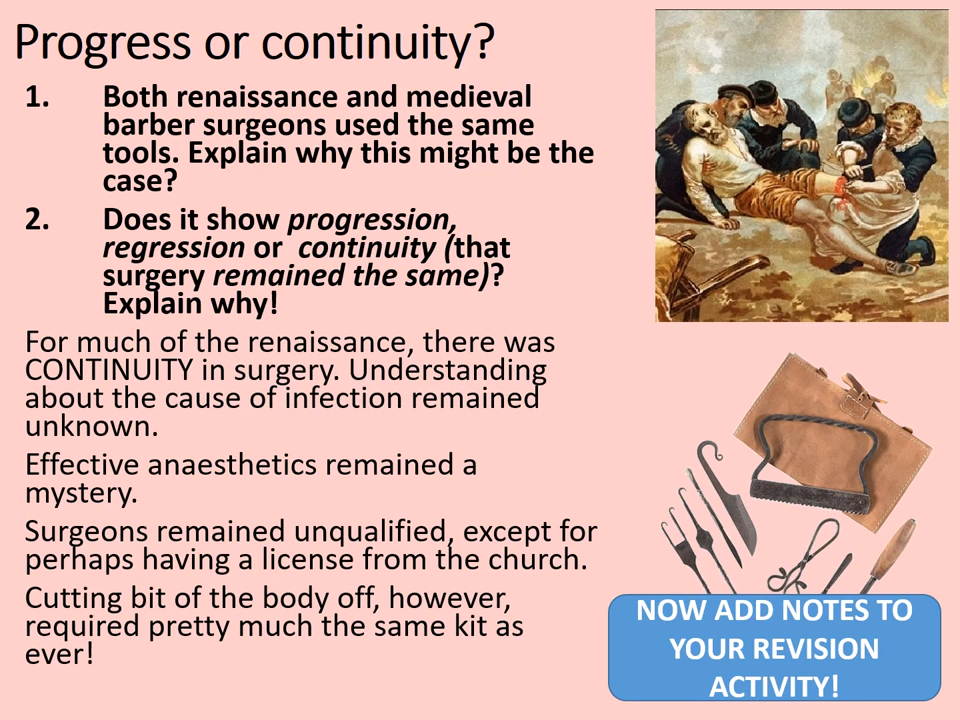 Progress or continuity?
1. Both renaissance and medieval
barber surgeons used the same
tools. Explain why this might be the
case?
2. Does it show progression,
regression or continuity (that
surgery remained the same)?
Explain why!
For much of the renaissance, there was
CONTINUITY in surgery. Understanding
about the cause of infection remained
unknown.
Effective anaesthetics remained a
mystery.
Surgeons remained unqualified, except for
perhaps having a license from the church.
Cutting bit of the body off, however,
required pretty much the same kit as
ever!
NOW ADD NOTES TO
YOUR REVISION
ACTIVITY!